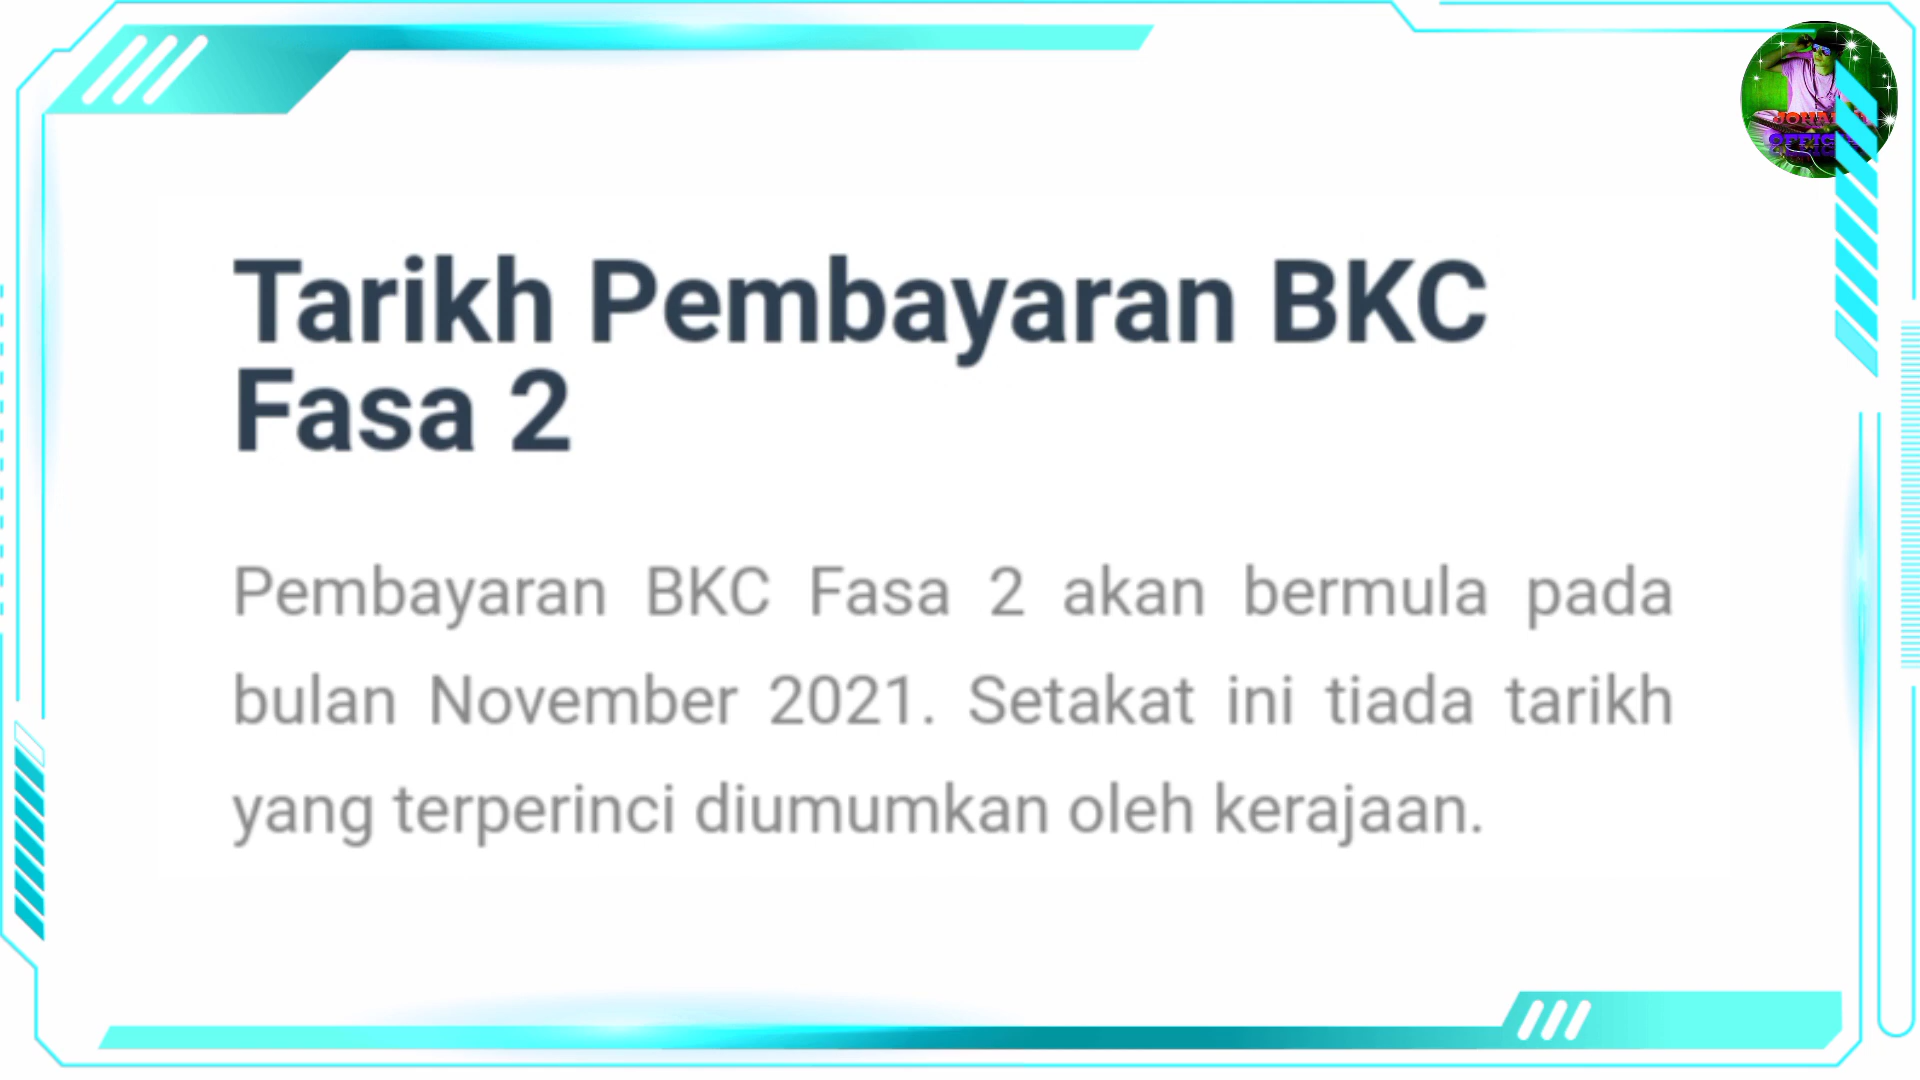 Tarikh Pembayaran BKC
Fasa 2
Pembayaran BKC Fasa 2 akan bermula pada
bulan November 2021. Setakat ini tiada tarikh
yang terperinci diumumkan oleh kerajaan.